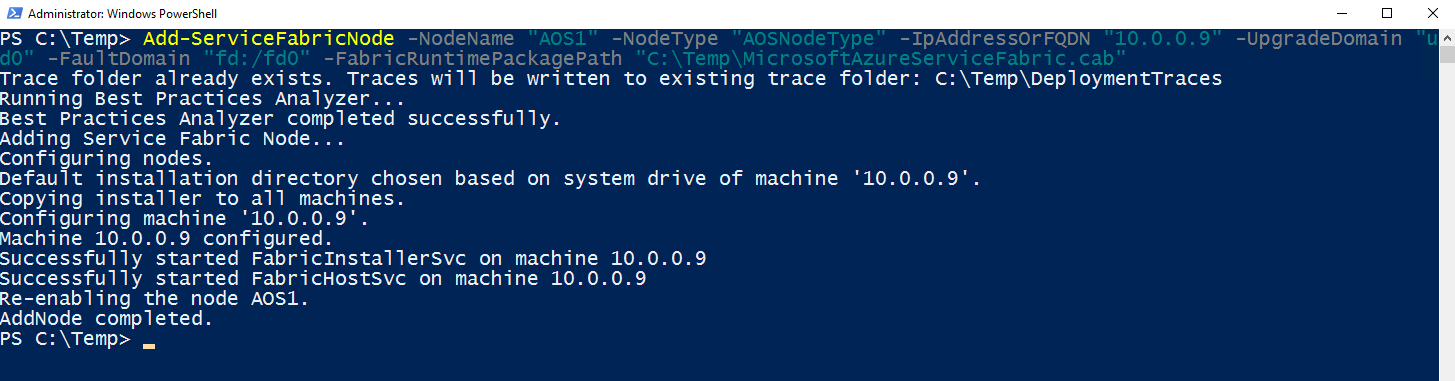 Administrator: Windows PowerShell
PS C:\Temp> Add-ServiceFabricNode -NodeName "AOS1" -NodeType "AOSNodeType" -IpAddressOrFQDN "10.0.0.9" -UpgradeDomain "u
d0" -FaultDomain "fd:/fd0" -FabricRuntimePackagePath "C:\Temp\MicrosoftAzureServiceFabric.cab"
Trace folder already exists. Traces will be written to existing trace folder: C:\Temp\DeploymentTraces
Running Best Practices Analyzer...
Best Practices Analyzer completed successfully.
Adding Service Fabric Node...
Configuring nodes.
Default installation directory chosen based on system drive of machine '10.0.0.9'.
Copying installer to all machines.
Configuring machine '10.0.0.9'.
Machine 10.0.0.9 configured.
Successfully started FabricInstallerSvc on machine 10.0.0.9
Successfully started FabricHostSvc on machine 10.0.0.9
Re-enabling the node AOS1.
AddNode completed.
PS C:\Temp>